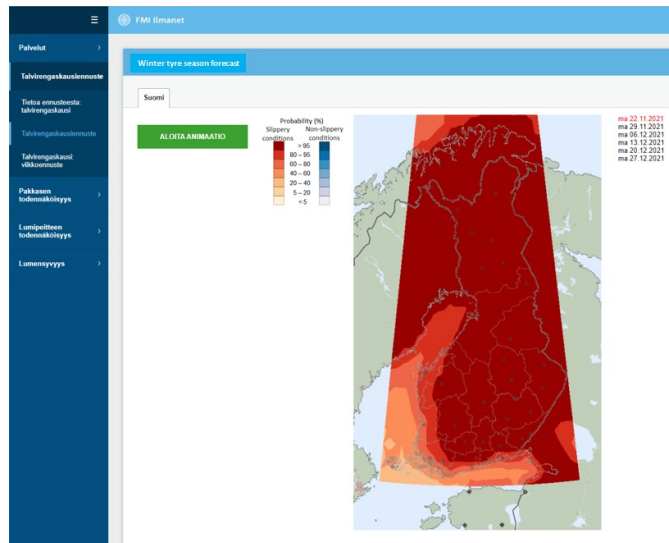 ☰
FMI Ilmanet
Palvelut
Talvirengaskausiennuste
Tietoa ennusteesta:
talvirengaskausi
Talvirengaskausiennuste
Talvirengaskausi:
viikkoennuste
Pakkasen
todennäköisyys
Lumipeitteen
todennäköisyys
Lumensyvyys
Winter tyre season forecast
Suomi
ALOITA ANIMAATIO
Probability (%)
Slippery Non-slippery
conditions conditions
> 95
80 – 95
60 – 80
40 – 60
20 – 40
5 – 20
< 5
ma 22.11.2021
ma 29.11.2021
ma 06.12.2021
ma 13.12.2021
ma 20.12.2021
ma 27.12.2021